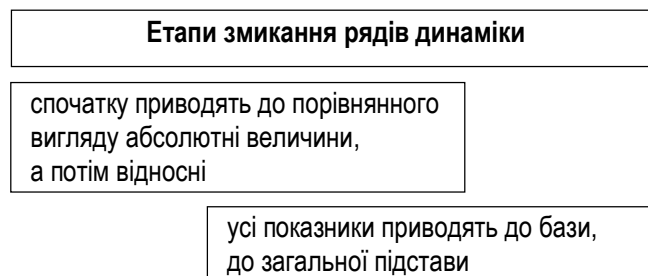 Етапи змикання рядів динаміки
спочатку приводять до порівнянного
вигляду абсолютні величини,
а потім відносні
усі показники приводять до бази,
до загальної підстави